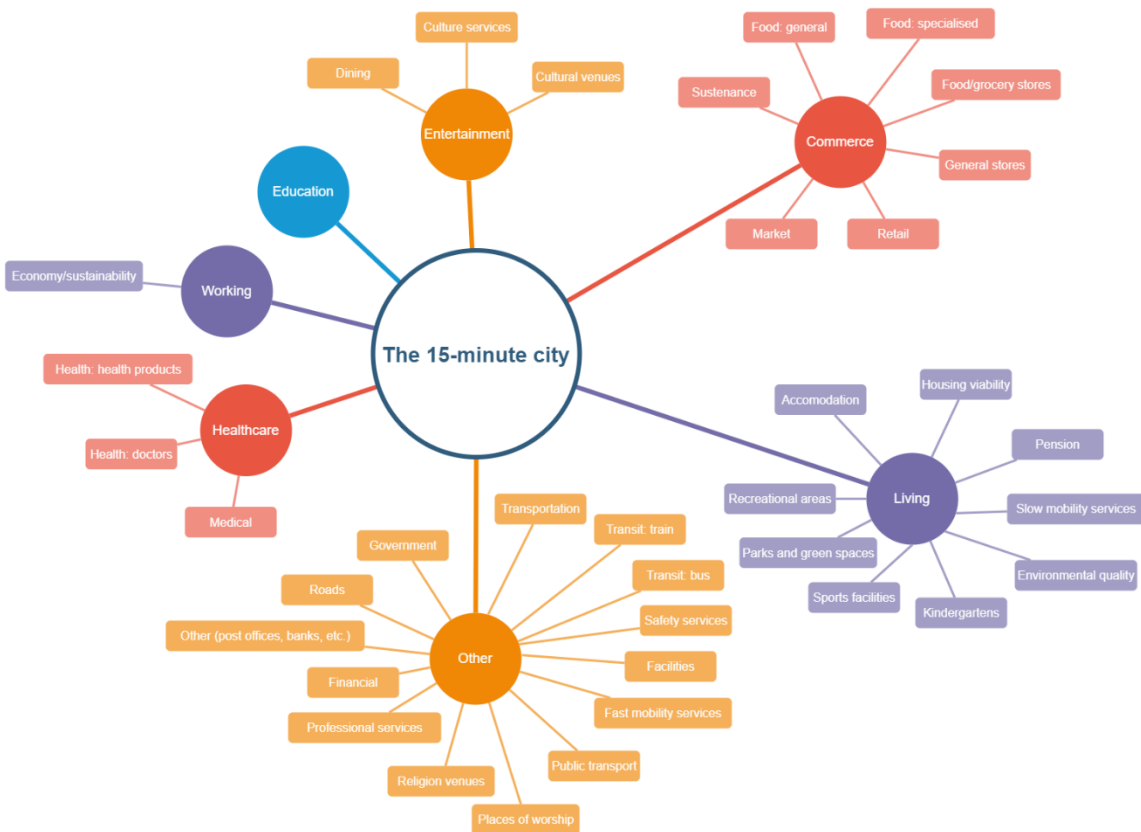 Culture services
Dining
Cultural venues
Entertainment
Food: general
Food: specialised
Sustenance
Food/grocery stores
Commerce
General stores
Market
Retail
Education
Economy/sustainability
Working
The 15-minute city
Health: health products
Healthcare
Health: doctors
Medical
Housing viability
Accomodation
Pension
Living
Recreational areas
Slow mobility services
Parks and green spaces
Environmental quality
Sports facilities
Kindergartens
Transportation
Government
Transit: train
Roads
Transit: bus
Safety services
Other (post offices, banks, etc.)
Other
Facilities
Financial
Fast mobility services
Professional services
Public transport
Religion venues
Places of worship